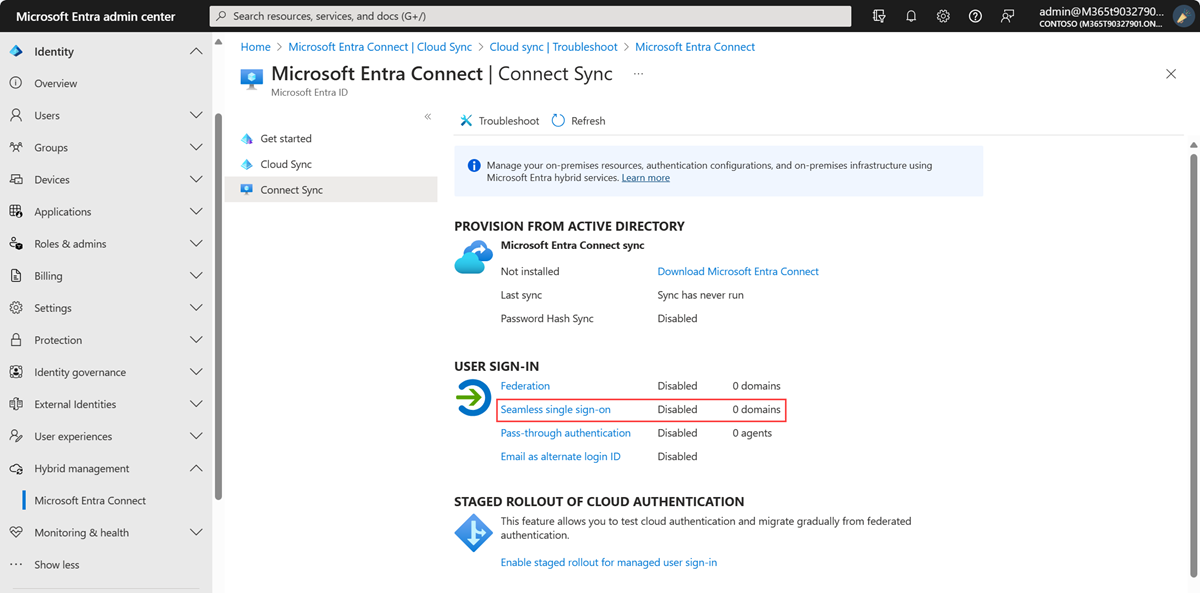 Microsoft Entra admin center
Search resources, services, and docs (G+/)
admin@M365t9032790...
CONTOSO (M365T90327901.ON...
Identity
Overview
Users
Groups
Devices
Applications
Roles & admins
Billing
Settings
Protection
Identity governance
External Identities
User experiences
Hybrid management
Microsoft Entra Connect
Monitoring & health
Show less
Home > Microsoft Entra Connect | Cloud Sync > Cloud sync | Troubleshoot > Microsoft Entra Connect
Microsoft Entra Connect | Connect Sync ...
Microsoft Entra ID
Get started
Cloud Sync
Connect Sync
Troubleshoot Refresh
Manage your on-premises resources, authentication configurations, and on-premises infrastructure using
Microsoft Entra hybrid services. Learn more
PROVISION FROM ACTIVE DIRECTORY
Microsoft Entra Connect sync
Not installed Download Microsoft Entra Connect
Last sync Sync has never run
Password Hash Sync Disabled
USER SIGN-IN
Federation Disabled 0 domains
Seamless single sign-on Disabled 0 domains
Pass-through authentication Disabled 0 agents
Email as alternate login ID Disabled
STAGED ROLLOUT OF CLOUD AUTHENTICATION
This feature allows you to test cloud authentication and migrate gradually from federated
authentication.
Enable staged rollout for managed user sign-in